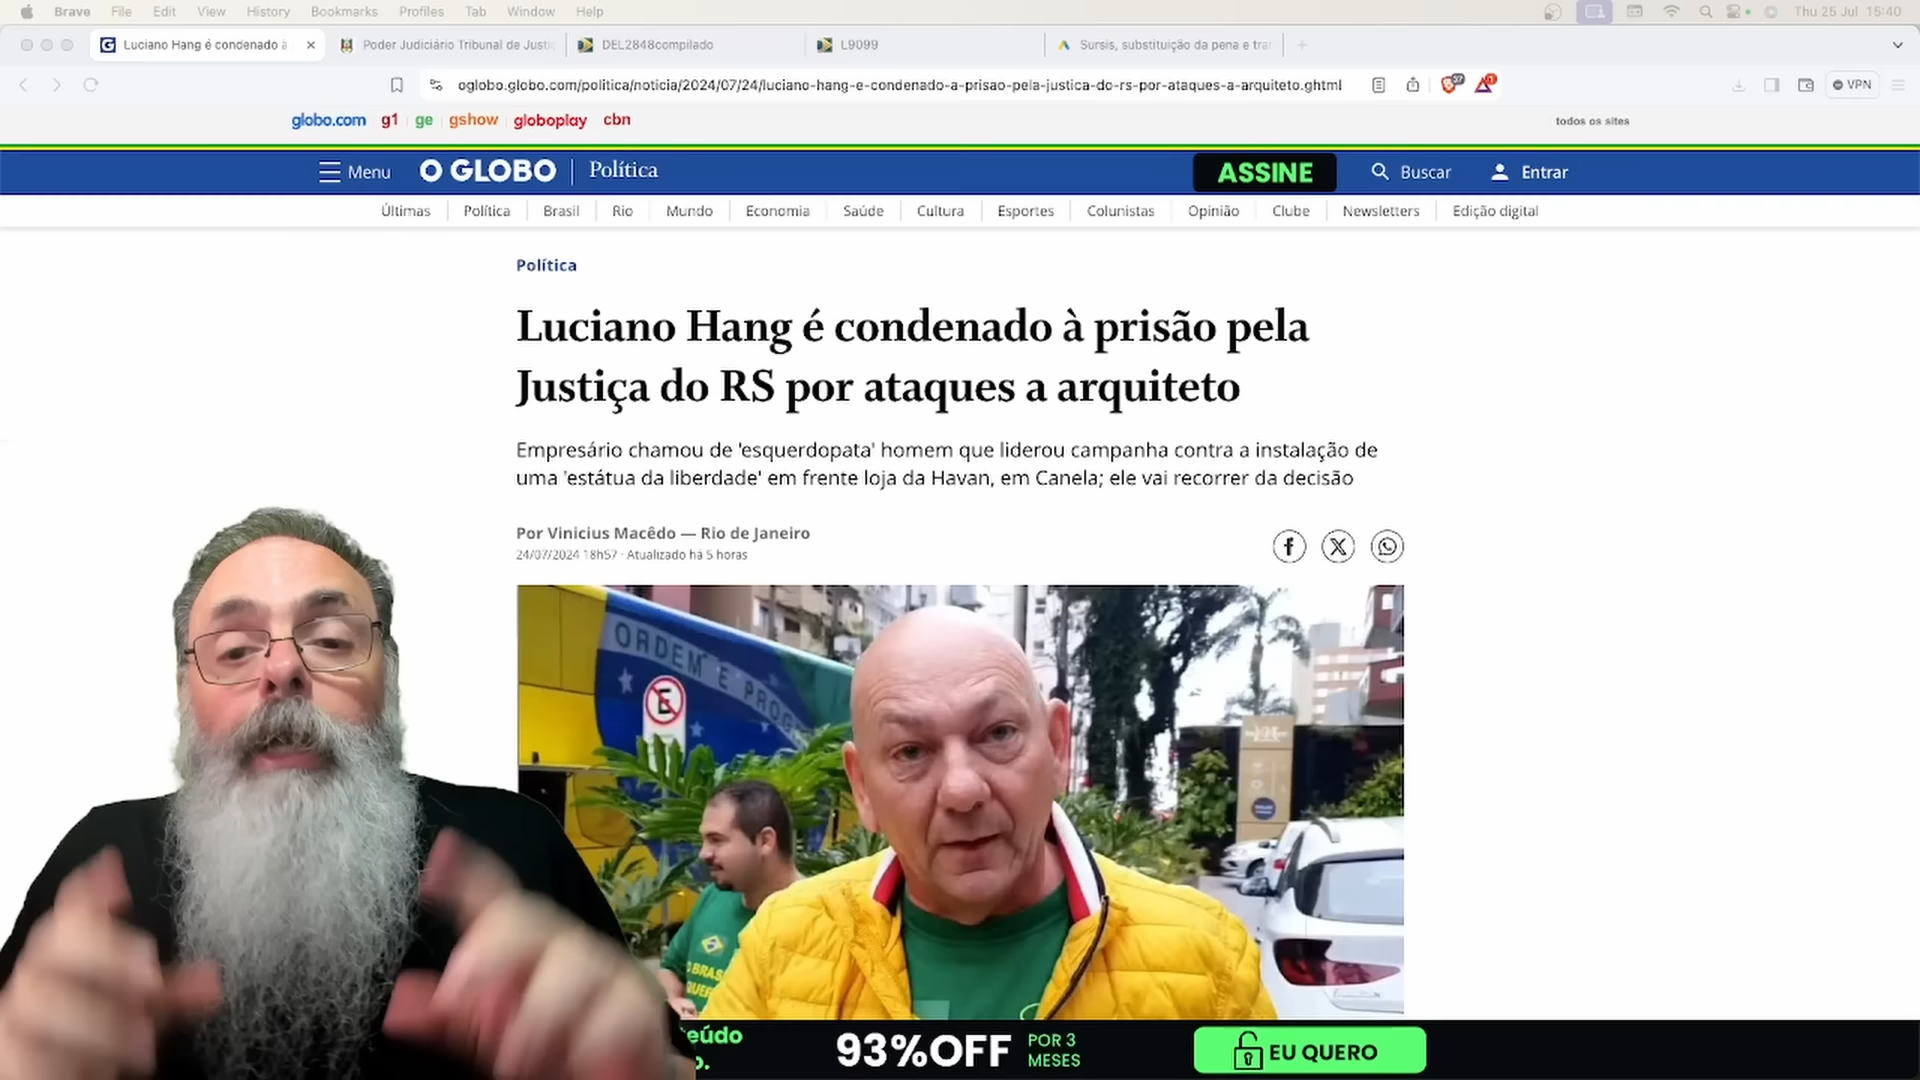 Brave File Edit View History Bookmarks Profiles Tab Window Help Thu 25 Jul 15:40
Luciano Hang é condenado à
Poder Judiciário Tribunal de Justiç
DEL2848compilado
L9099
Sursis, substituição da pena e tra
oglobo.globo.com/politica/noticia/2024/07/24/luciano-hang-e-condenado-a-prisao-pela-justica-do-rs-por-ataques-a-arquiteto.ghtml
VPN
globo.com g1 ge gshow globoplay cbn todos os sites
Menu O GLOBO Política ASSINE Buscar Entrar
Últimas Política Brasil Rio Mundo Economia Saúde Cultura Esportes Colunistas Opinião Clube Newsletters Edição digital
Política
Luciano Hang é condenado à prisão pela
Justiça do RS por ataques a arquiteto
Empresário chamou de 'esquerdopata' homem que liderou campanha contra a instalação de
uma 'estátua da liberdade' em frente loja da Havan, em Canela; ele vai recorrer da decisão
Por Vinicius Macêdo — Rio de Janeiro
24/07/2024 18h57 · Atualizado há 5 horas
ORDEM E PROG
E
O BRAS
QUER
eúdo
o.
93%OFF
POR 3
MESES
EU QUERO